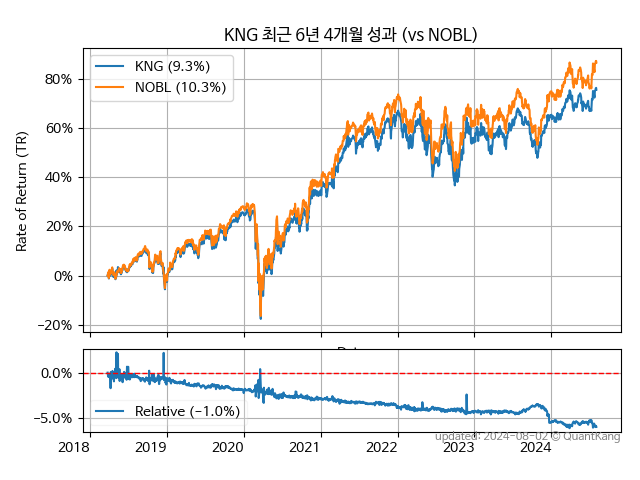 KNG 최근 6년 4개월 성과 (vs NOBL)
KNG (9.3%)
NOBL (10.3%)
Rate of Return (TR)
80%
60%
40%
20%
0%
−20%
0.0%
−5.0%
Relative (−1.0%)
2018 2019 2020 2021 2022 2023 2024
updated: 2024-08-02 © QuantKang